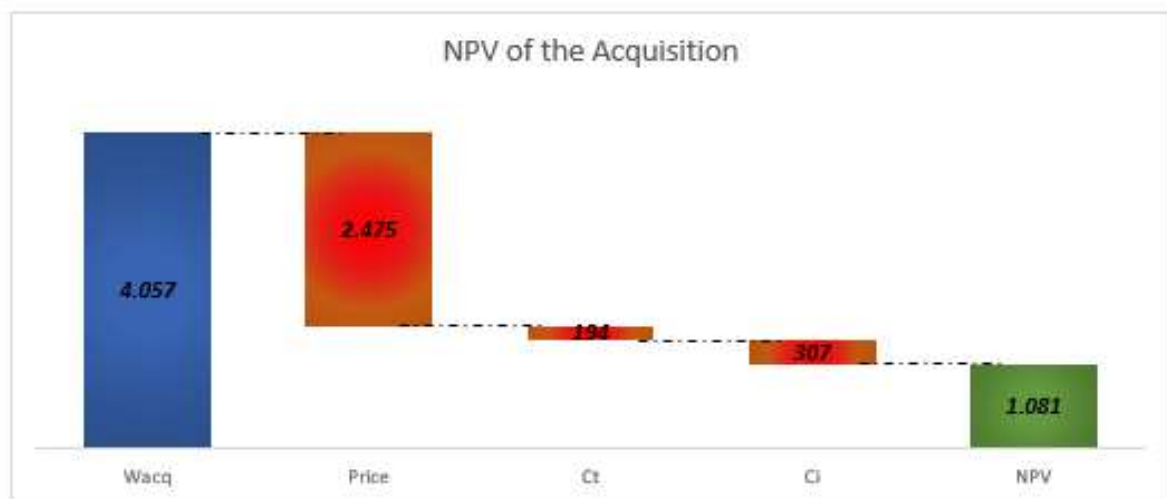 NPV of the Acquisition
4.057
2.475
194
307
1.081
Wacq Price Ct Ci NPV